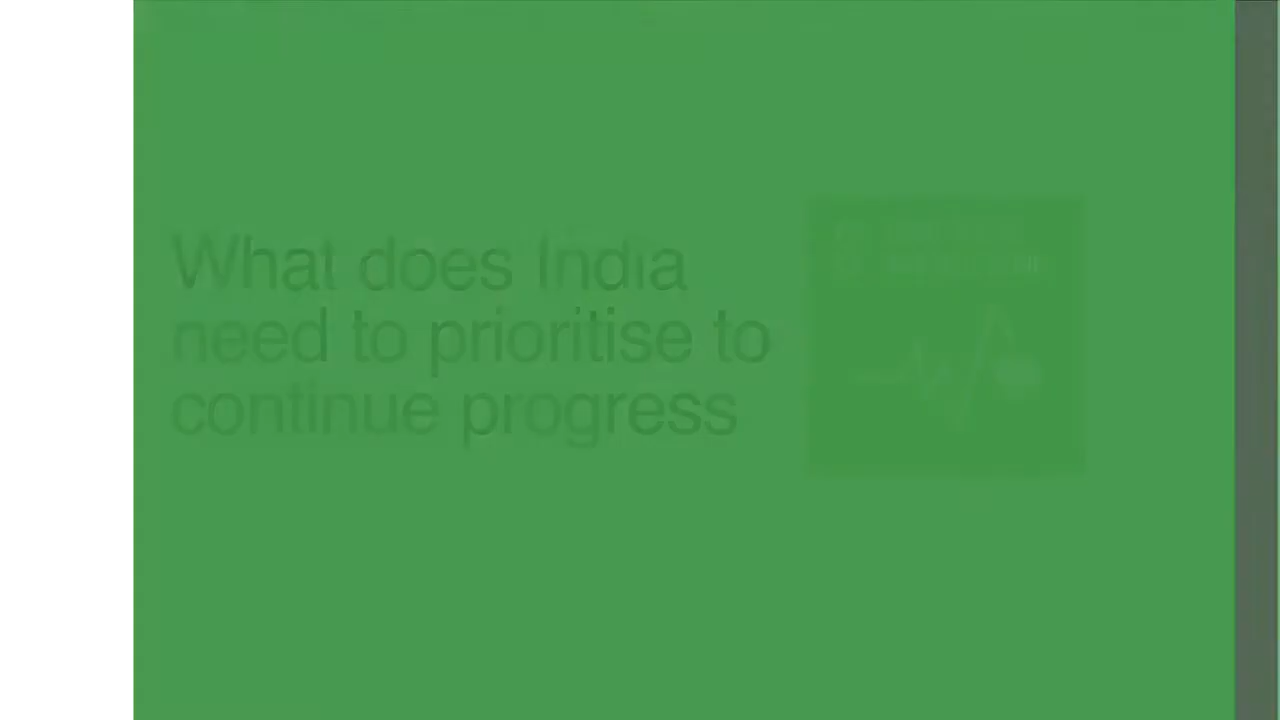 What does India
need to prioritise to
continue progress